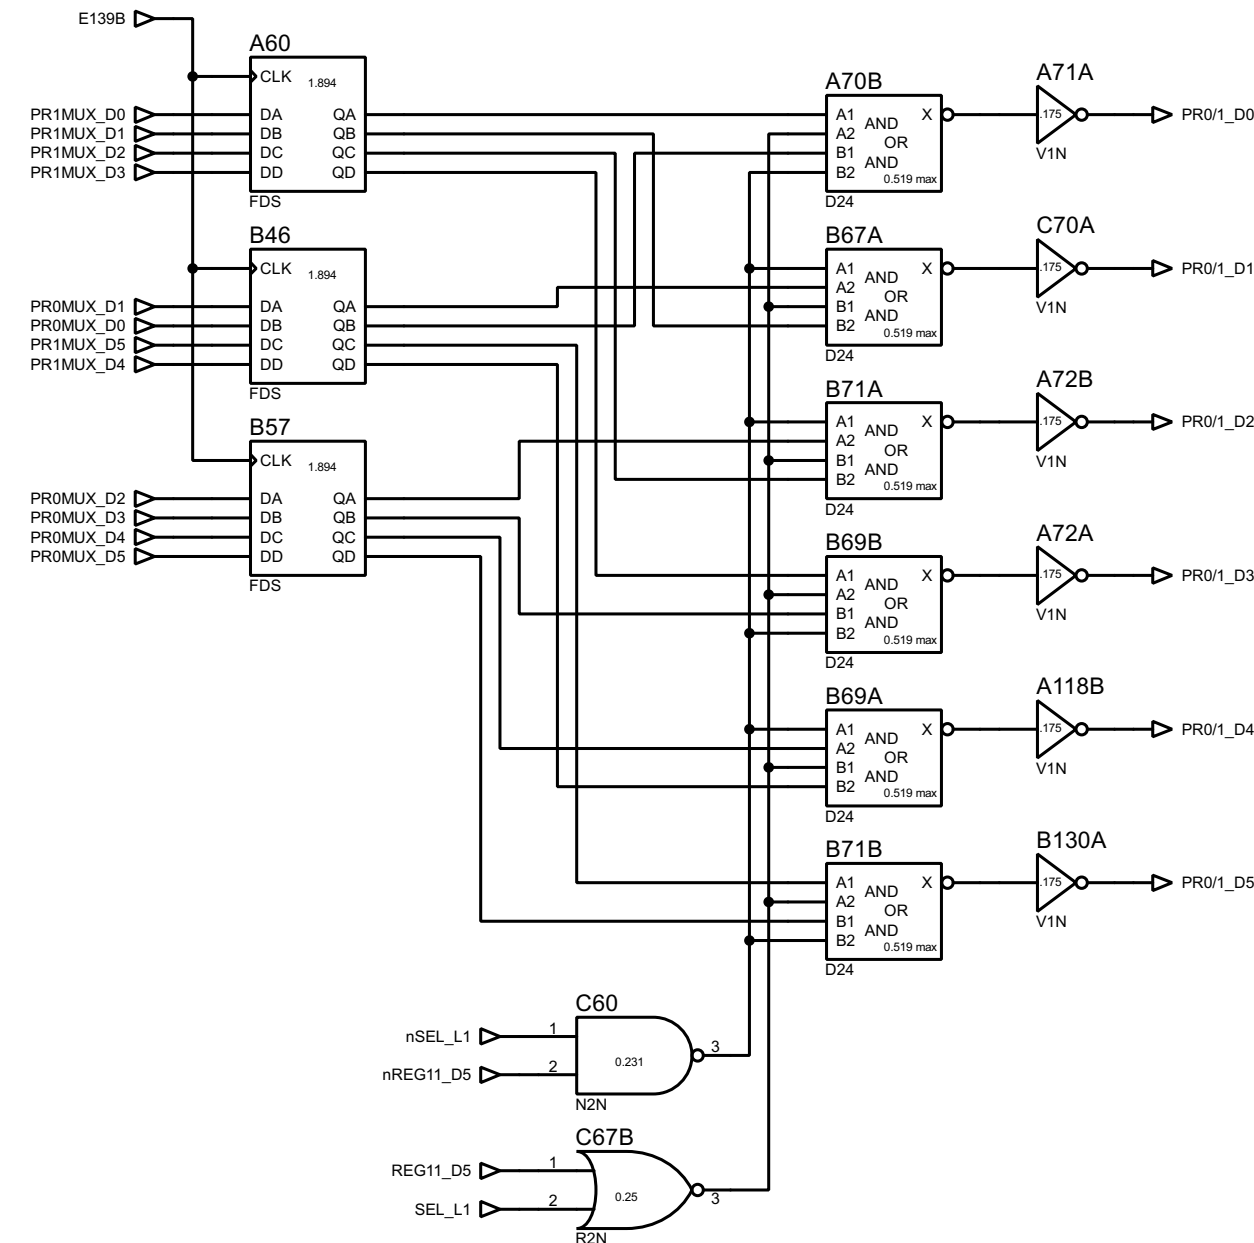 E139B
A60
CLK
1.894
PR1MUX_D0
DA
QA
PR1MUX_D1
DB
QB
PR1MUX_D2
DC
QC
PR1MUX_D3
DD
QD
FDS
B46
CLK
1.894
PR0MUX_D1
DA
QA
PR0MUX_D0
DB
QB
PR1MUX_D5
DC
QC
PR1MUX_D4
DD
QD
FDS
B57
CLK
1.894
PR0MUX_D2
DA
QA
PR0MUX_D3
DB
QB
PR0MUX_D4
DC
QC
PR0MUX_D5
DD
QD
FDS
A70B
A1
A2
B1
B2
AND
OR
AND
X
0.519 max
D24
A71A
.175
V1N
PR0/1_D0
B67A
A1
A2
B1
B2
AND
OR
AND
X
0.519 max
D24
C70A
.175
V1N
PR0/1_D1
B71A
A1
A2
B1
B2
AND
OR
AND
X
0.519 max
D24
A72B
.175
V1N
PR0/1_D2
B69B
A1
A2
B1
B2
AND
OR
AND
X
0.519 max
D24
A72A
.175
V1N
PR0/1_D3
B69A
A1
A2
B1
B2
AND
OR
AND
X
0.519 max
D24
A118B
.175
V1N
PR0/1_D4
B71B
A1
A2
B1
B2
AND
OR
AND
X
0.519 max
D24
B130A
.175
V1N
PR0/1_D5
C60
nSEL_L1
1
nREG11_D5
2
0.231
3
N2N
C67B
REG11_D5
1
SEL_L1
2
0.25
3
R2N